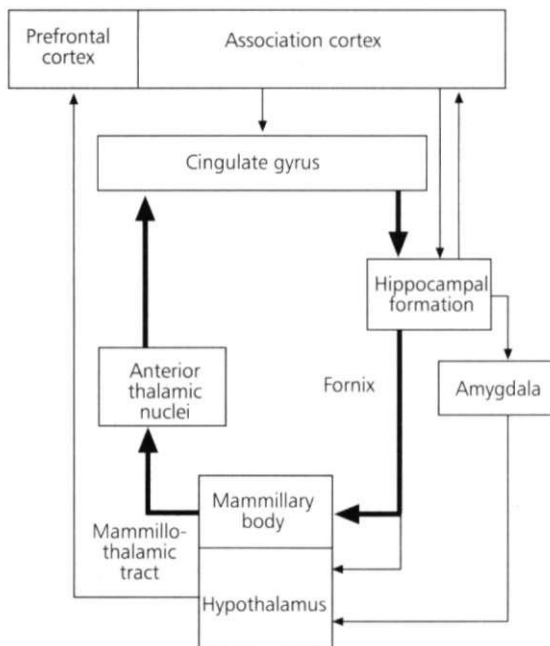 Prefrontal
cortex
Association cortex
Cingulate gyrus
Hippocampal
formation
Anterior
thalamic
nuclei
Fornix
Amygdala
Mammillary
body
Mammillo-
thalamic
tract
Hypothalamus